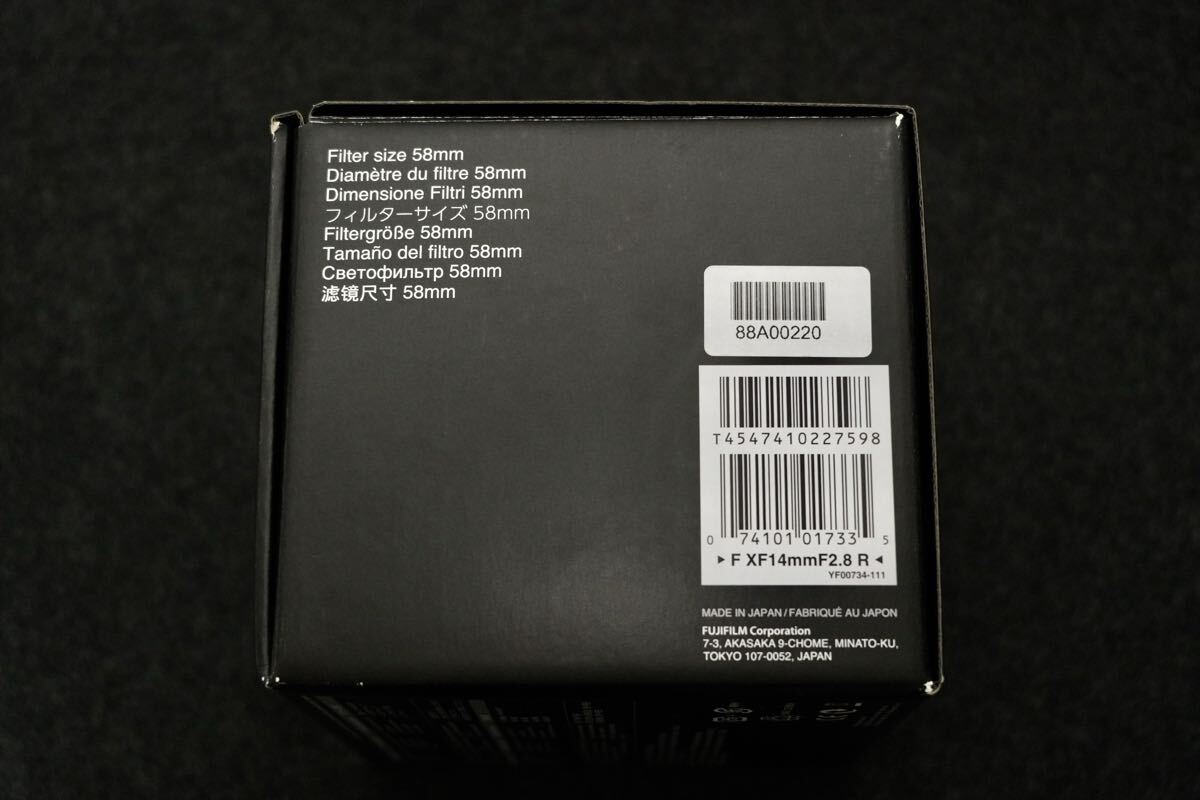 Filter size 58mm
Diamètre du filtre 58mm
Dimensione Filtri 58mm
フィルターサイズ 58mm
Filtergröße 58mm
Tamaño del filtro 58mm
Светофильтр 58mm
滤镜尺寸 58mm
88A00220
T4547410227598
0 74101 01733 5
▶ F XF14mmF2.8 R ◀
YF00734-111
MADE IN JAPAN / FABRIQUÉ AU JAPON
FUJIFILM Corporation
7-3, AKASAKA 9-CHOME, MINATO-KU,
TOKYO 107-0052, JAPAN